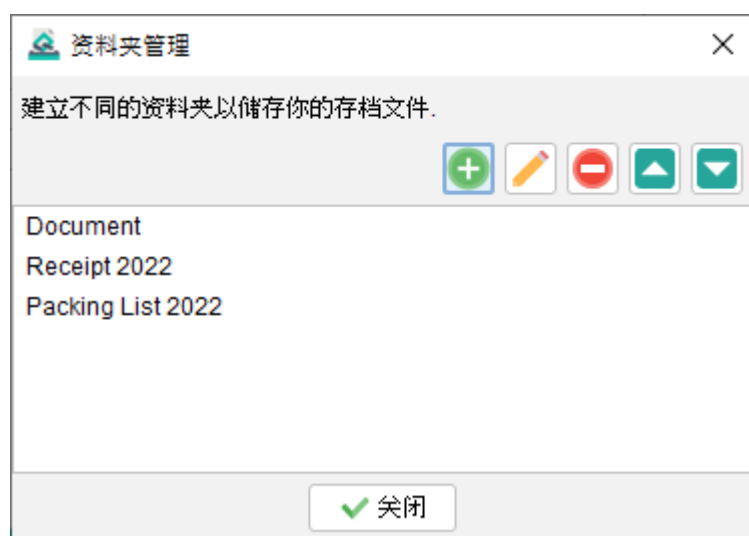 资料夹管理
建立不同的资料夹以储存你的存档文件.
Document
Receipt 2022
Packing List 2022
关闭